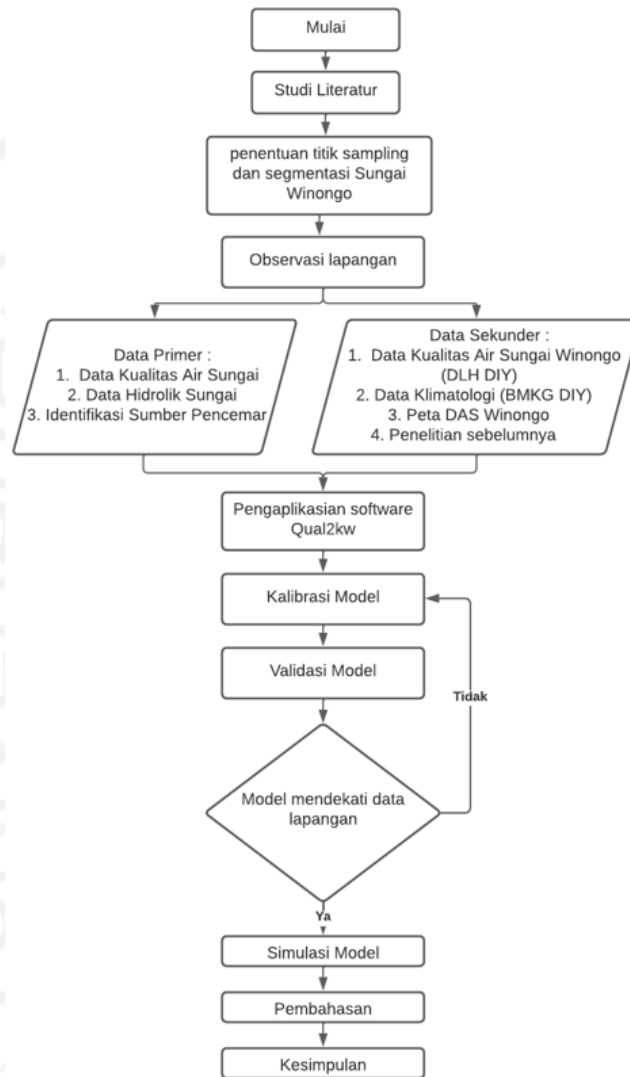 Mulai
Studi Literatur
penentuan titik sampling
dan segmentasi Sungai
Winongo
Observasi lapangan
Data Primer :
1. Data Kualitas Air Sungai
2. Data Hidrolik Sungai
3. Identifikasi Sumber Pencemar
Data Sekunder :
1. Data Kualitas Air Sungai Winongo
(DLH DIY)
2. Data Klimatologi (BMKG DIY)
3. Peta DAS Winongo
4. Penelitian sebelumnya
Pengaplikasian software
Qual2kw
Kalibrasi Model
Validasi Model
Tidak
Model mendekati data
lapangan
Ya
Simulasi Model
Pembahasan
Kesimpulan